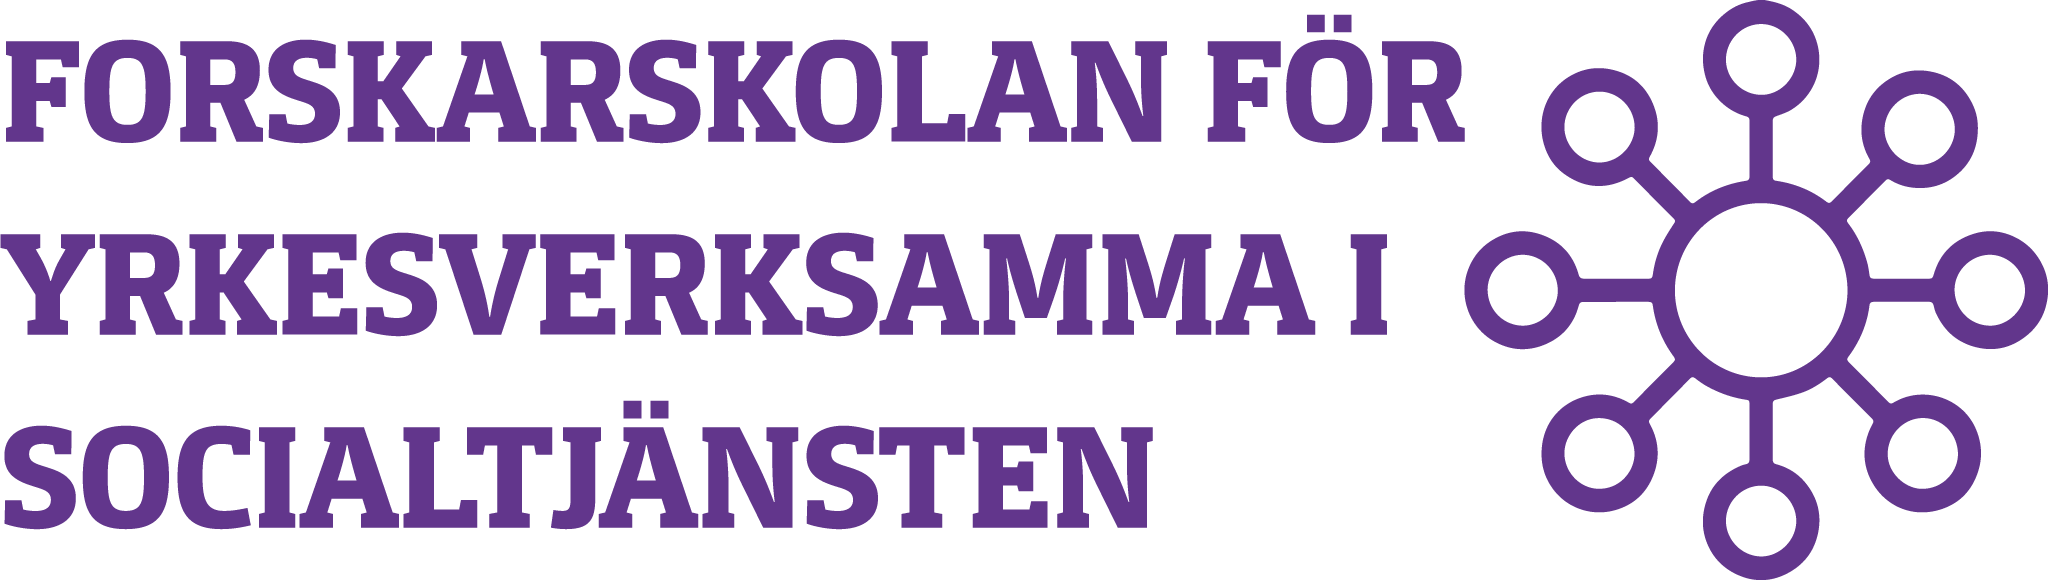 FORSKARSKOLAN FÖR
YRKESVERKSAMMA I
SOCIALTJÄNSTEN